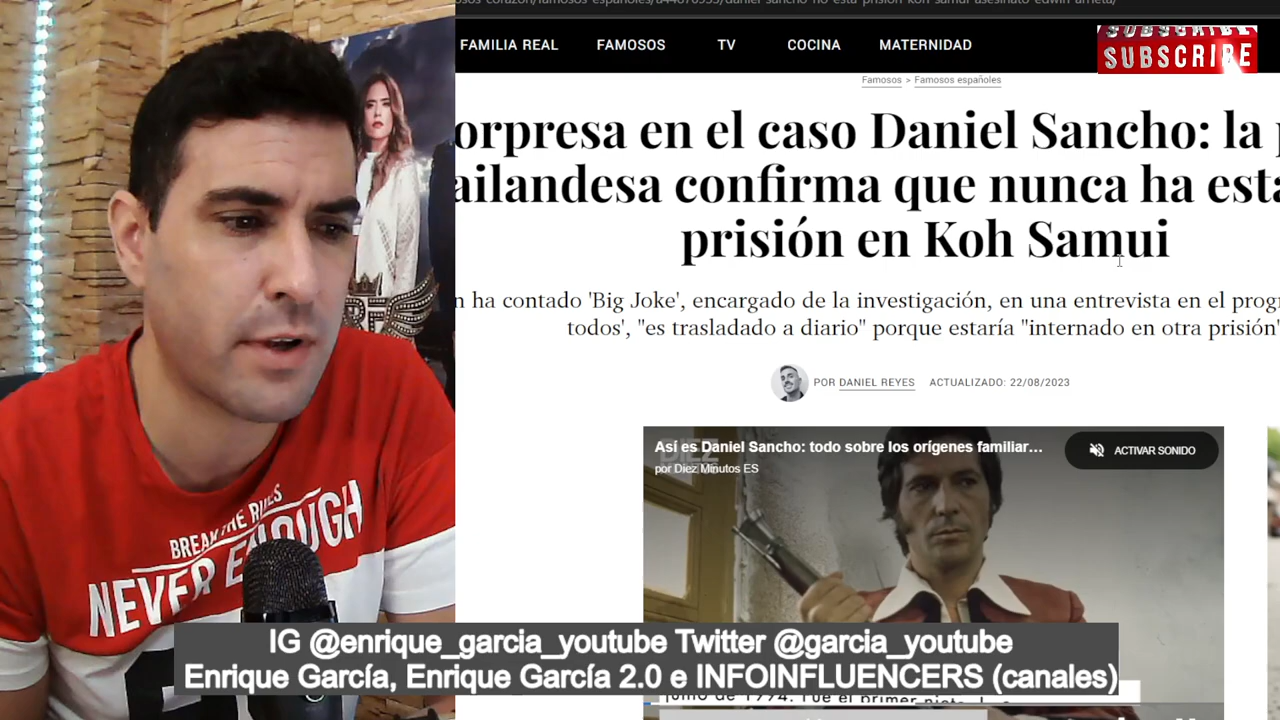 FAMILIA REAL FAMOSOS TV COCINA MATERNIDAD
SUBSCRIBE
Famosos > Famosos españoles
orpresa en el caso Daniel Sancho: la
ailandesa confirma que nunca ha est
prisión en Koh Samui
n ha contado 'Big Joke', encargado de la investigación, en una entrevista en el
todos', "es trasladado a diario" porque estaría "internado en otra prisión"
POR DANIEL REYES ACTUALIZADO: 22/08/2023
Así es Daniel Sancho: todo sobre los orígenes familiar...
por Diez Minutos ES
ACTIVAR SONIDO
BREAK THE RULES
NEVER ENOUGH
IG @enrique_garcia_youtube Twitter @garcia_youtube
Enrique García, Enrique García 2.0 e INFOINFLUENCERS (canales)